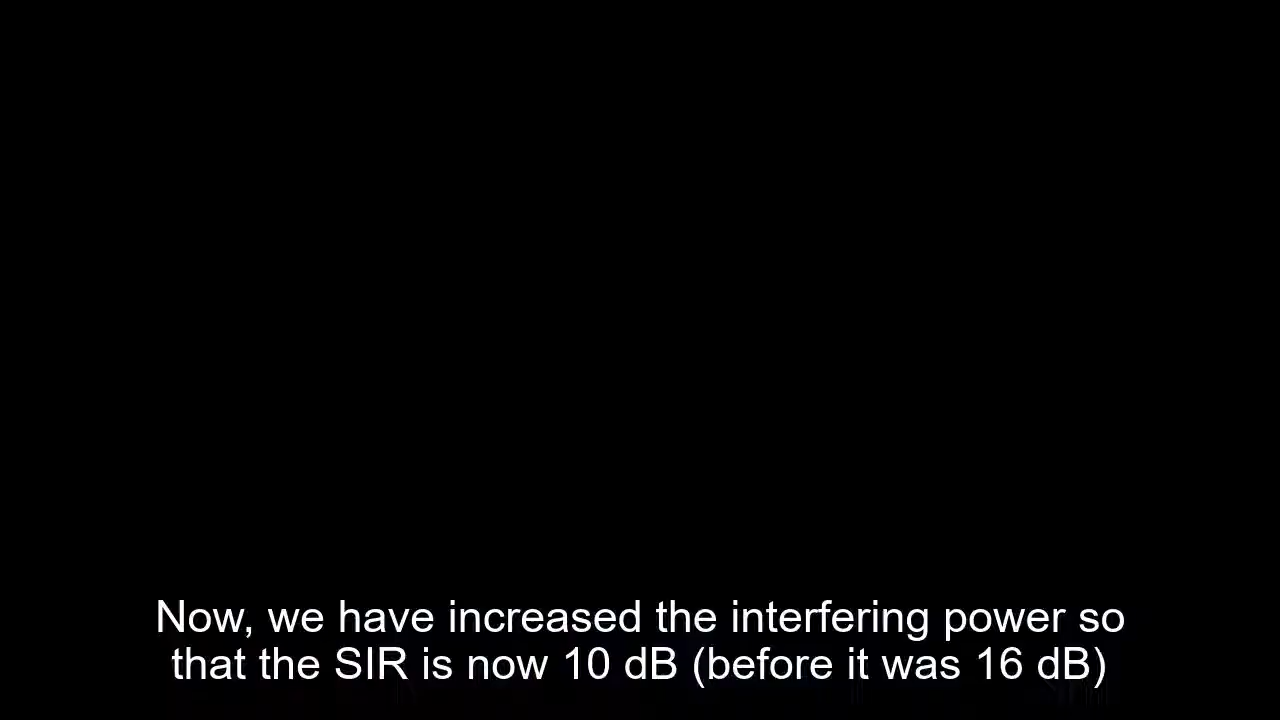 Now, we have increased the interfering power so
that the SIR is now 10 dB (before it was 16 dB)